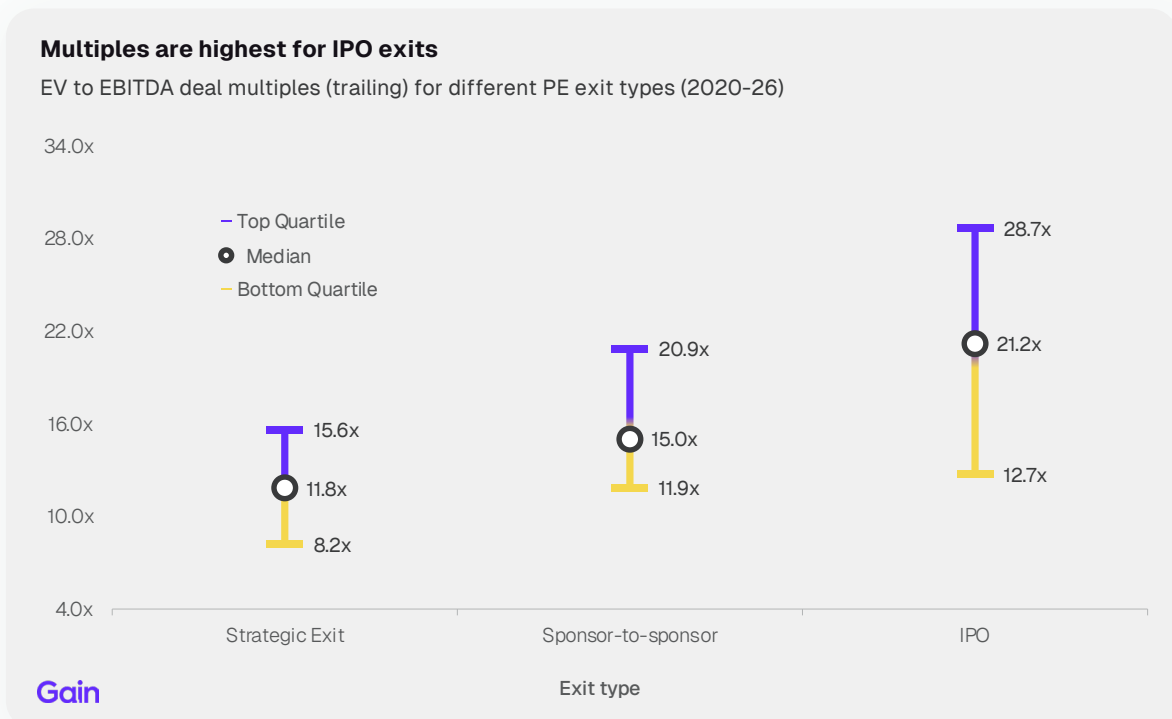 Multiples are highest for IPO exits
EV to EBITDA deal multiples (trailing) for different PE exit types (2020-26)
34.0x
28.0x
22.0x
16.0x
10.0x
4.0x
Top Quartile
Median
Bottom Quartile
15.6x
11.8x
8.2x
20.9x
15.0x
11.9x
28.7x
21.2x
12.7x
Strategic Exit
Sponsor-to-sponsor
IPO
Exit type
Gain